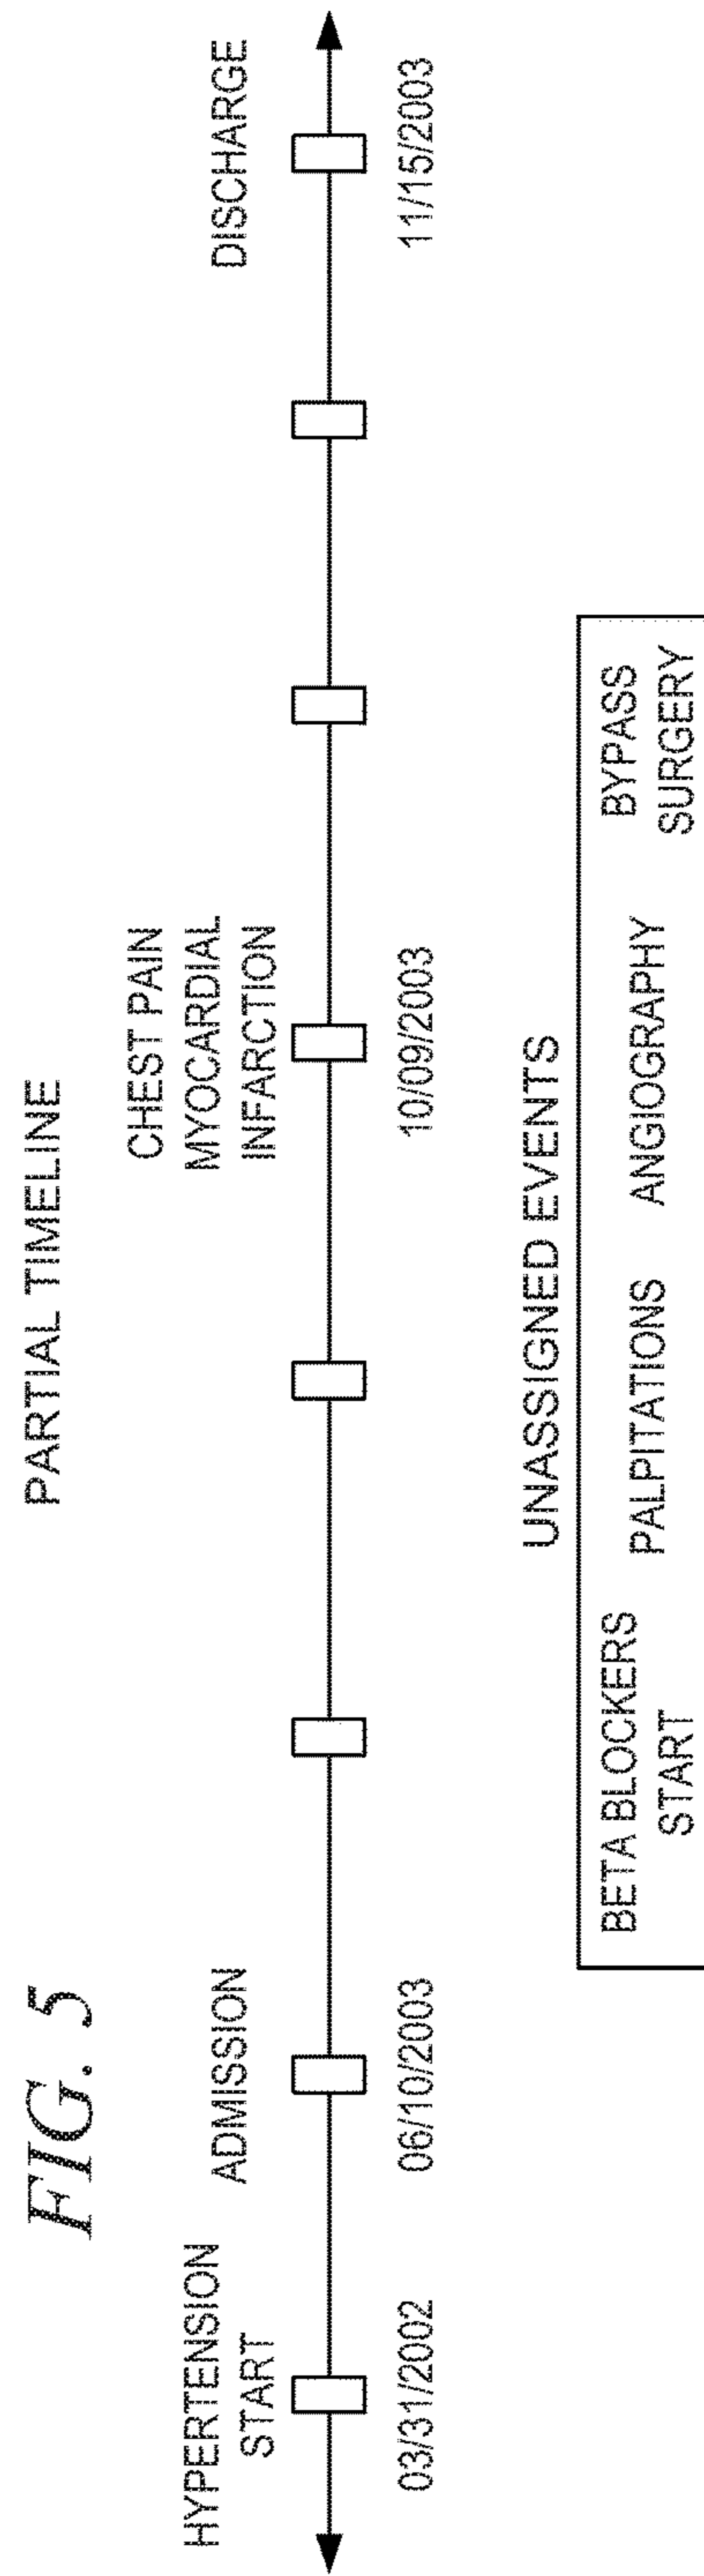 FIG. 5
PARTIAL TIMELINE
HYPERTENSION
START
ADMISSION
CHEST PAIN
MYOCARDIAL
INFARCTION
DISCHARGE
03/31/2002
06/10/2003
10/09/2003
11/15/2003
UNASSIGNED EVENTS
BETA BLOCKERS
START
PALPITATIONS
ANGIOGRAPHY
BYPASS
SURGERY